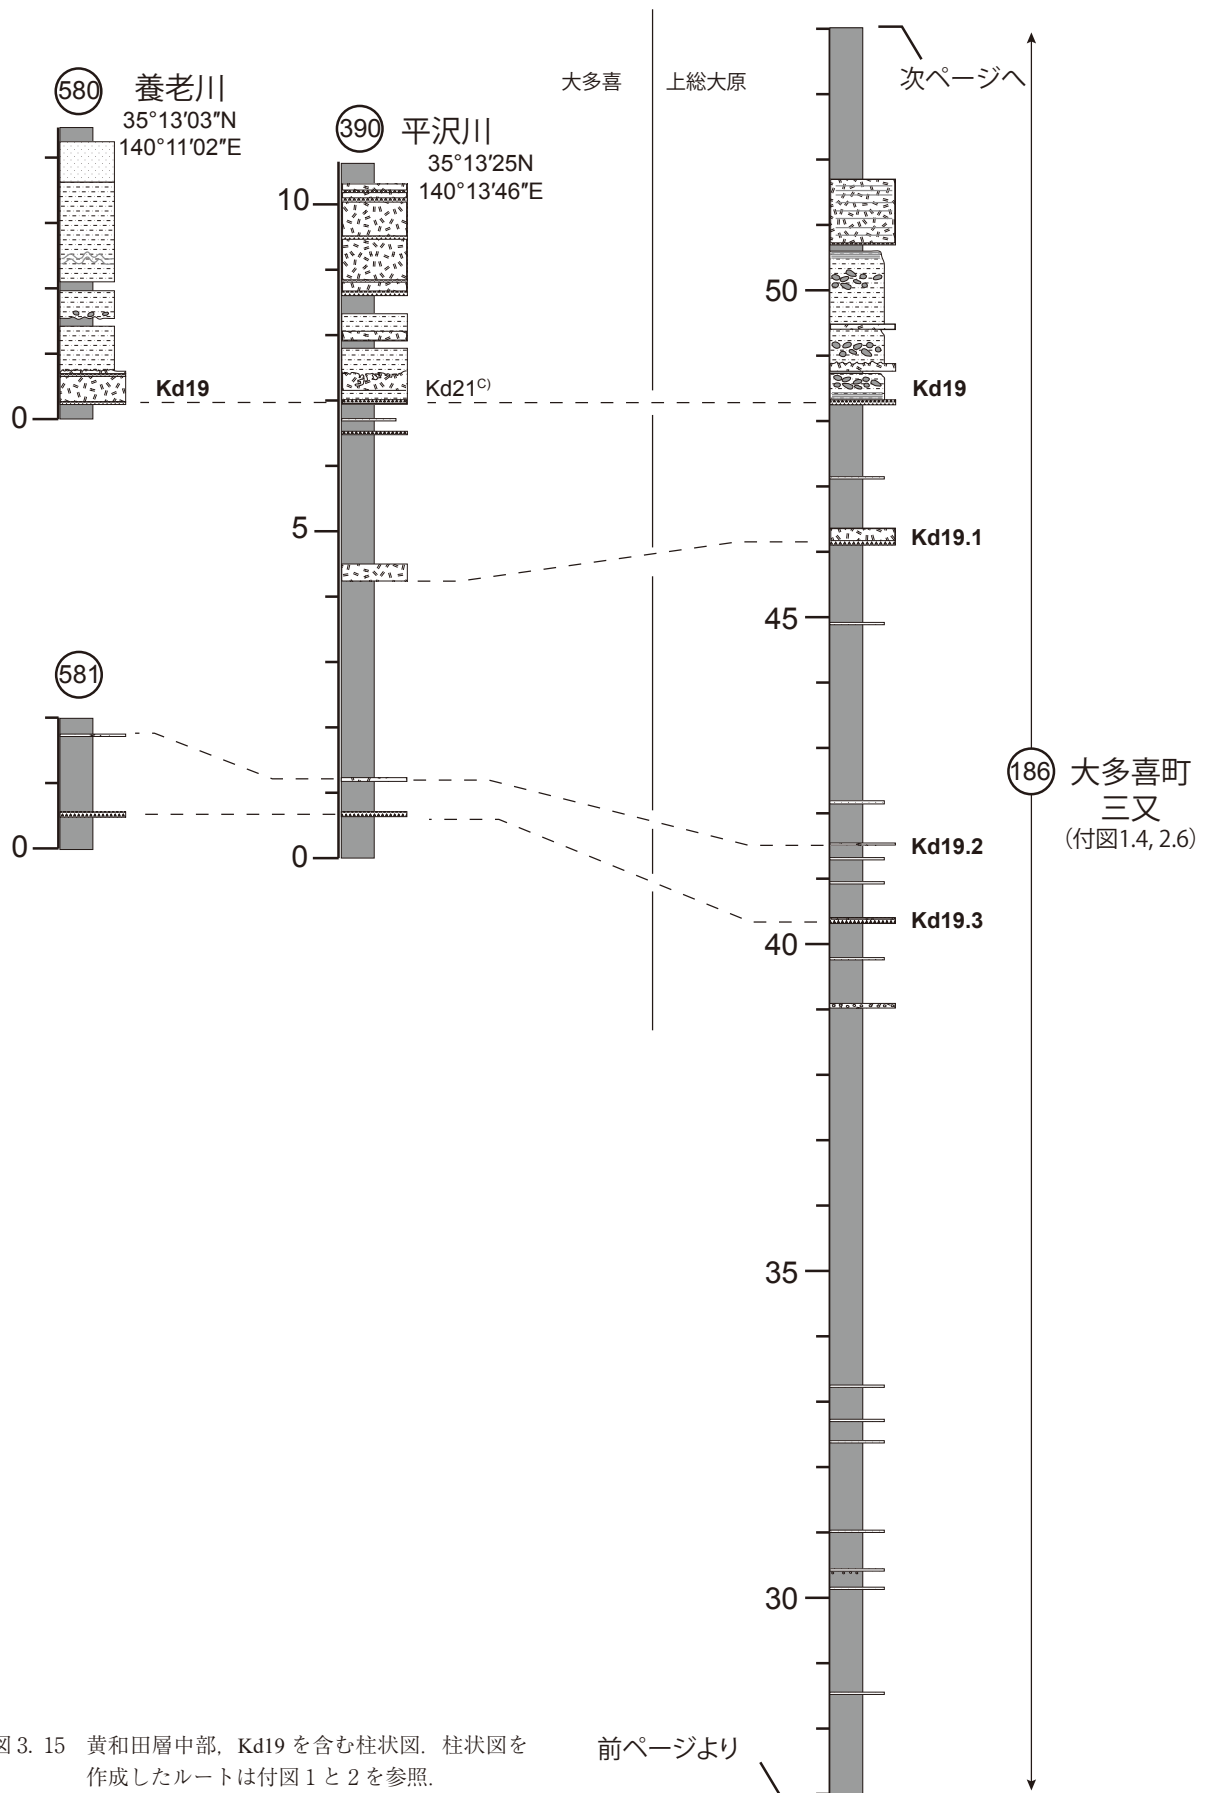 大多喜
上総大原
次ページへ
580
養老川
35°13′03″N
140°11′02″E
0
Kd19
390
平沢川
35°13′25N
140°13′46″E
10
Kd21C)
5
0
581
0
50
Kd19
Kd19.1
45
Kd19.2
Kd19.3
40
35
30
186
大多喜町
三又
(付図1.4, 2.6)
前ページより
図3. 15 黄和田層中部，Kd19 を含む柱状図．柱状図を
作成したルートは付図 1 と 2 を参照．